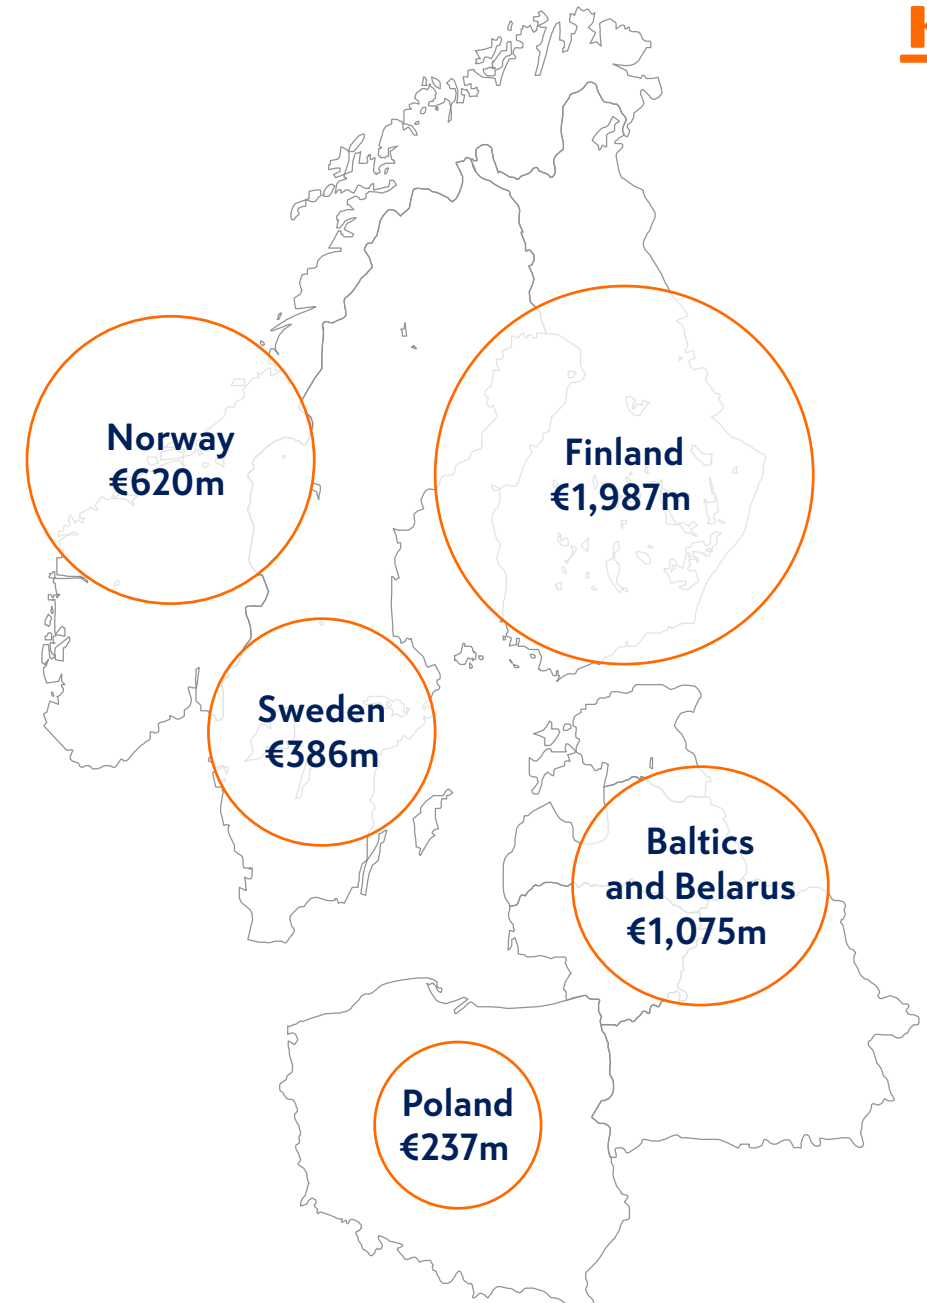 Norway
€620m
Finland
€1,987m
Sweden
€386m
Baltics
and Belarus
€1,075m
Poland
€237m